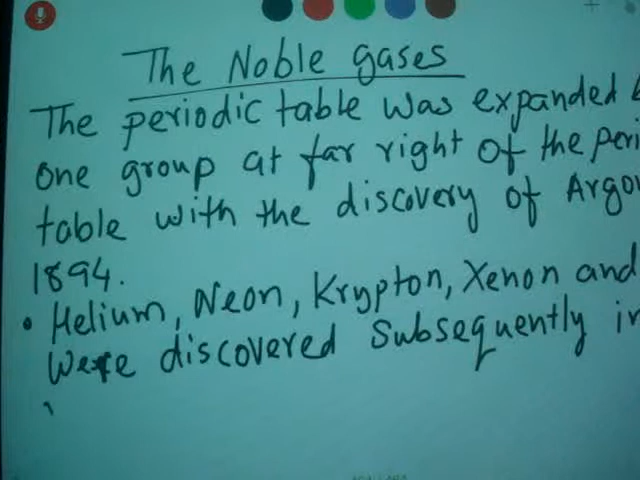 The Noble gases
The periodic table was expanded b
one group at far right of the peri
table with the discovery of Argo
1894.
• Helium, Neon, Krypton, Xenon and
were discovered subsequently in